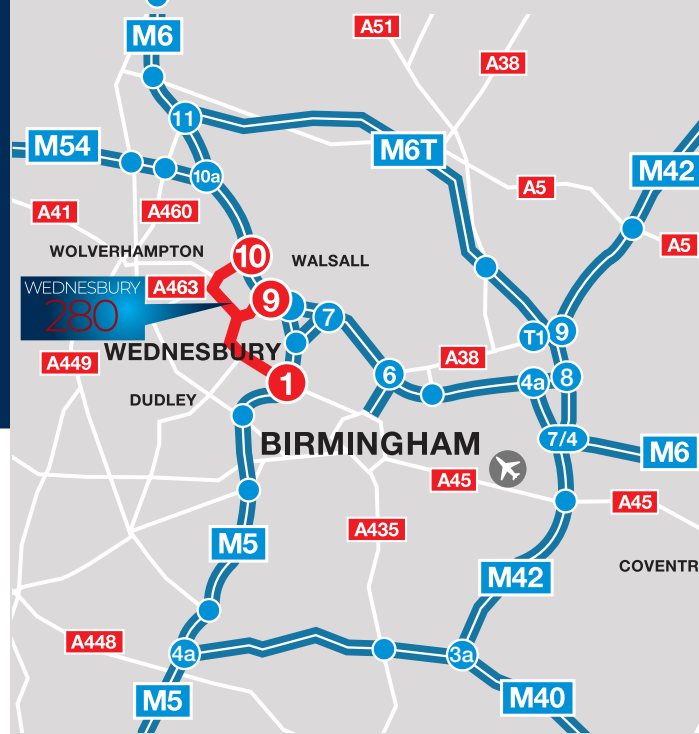 A51
M6
A38
11
M54
M6T
M42
10a
A5
A41
A460
A5
WOLVERHAMPTON
10
WALSALL
WEDNESBURY
280
A463
9
7
T1
9
WEDNESBURY
A38
A449
6
4a
8
1
DUDLEY
BIRMINGHAM
7/4
M6
A45
A45
A435
M5
COVENTR
M42
A448
4a
3a
M5
M40